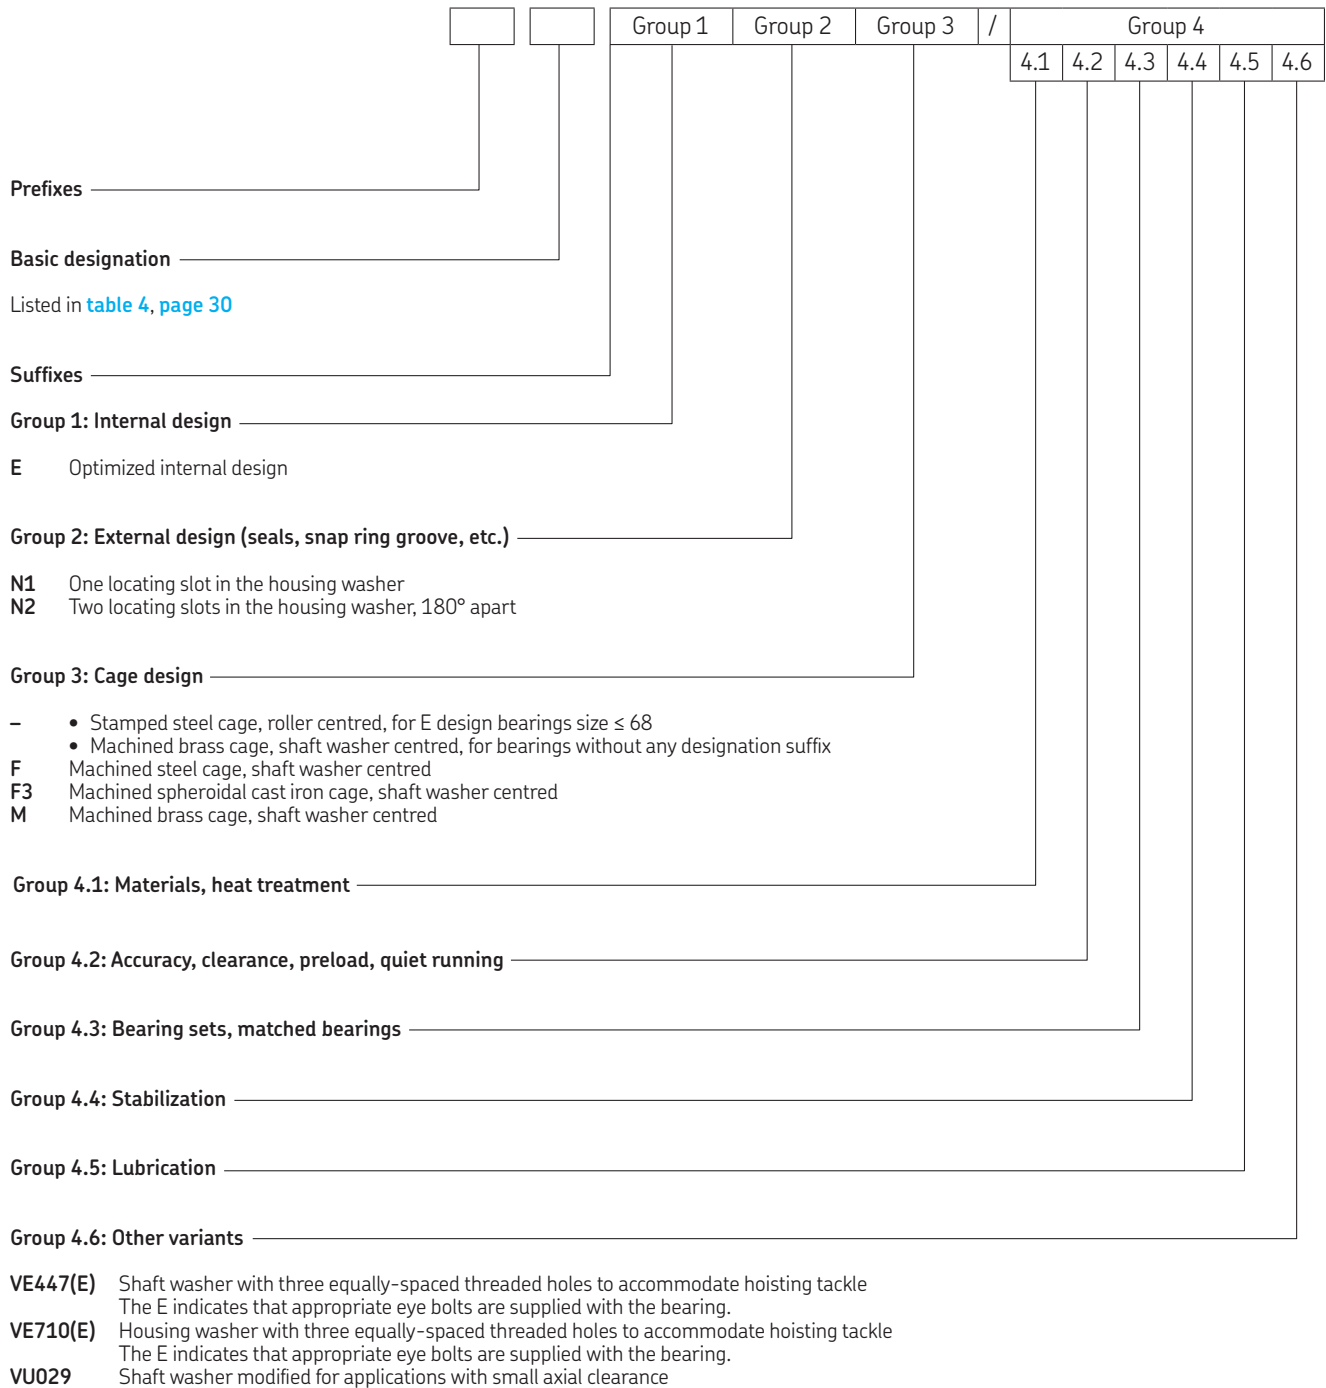 Group 1 Group 2 Group 3 / Group 4
4.1 4.2 4.3 4.4 4.5 4.6
Prefixes
Basic designation
Listed in table 4, page 30
Suffixes
Group 1: Internal design
E Optimized internal design
Group 2: External design (seals, snap ring groove, etc.)
N1 One locating slot in the housing washer
N2 Two locating slots in the housing washer, 180° apart
Group 3: Cage design
– • Stamped steel cage, roller centred, for E design bearings size ≤ 68
• Machined brass cage, shaft washer centred, for bearings without any designation suffix
F Machined steel cage, shaft washer centred
F3 Machined spheroidal cast iron cage, shaft washer centred
M Machined brass cage, shaft washer centred
Group 4.1: Materials, heat treatment
Group 4.2: Accuracy, clearance, preload, quiet running
Group 4.3: Bearing sets, matched bearings
Group 4.4: Stabilization
Group 4.5: Lubrication
Group 4.6: Other variants
VE447(E) Shaft washer with three equally-spaced threaded holes to accommodate hoisting tackle
The E indicates that appropriate eye bolts are supplied with the bearing.
VE710(E) Housing washer with three equally-spaced threaded holes to accommodate hoisting tackle
The E indicates that appropriate eye bolts are supplied with the bearing.
VU029 Shaft washer modified for applications with small axial clearance